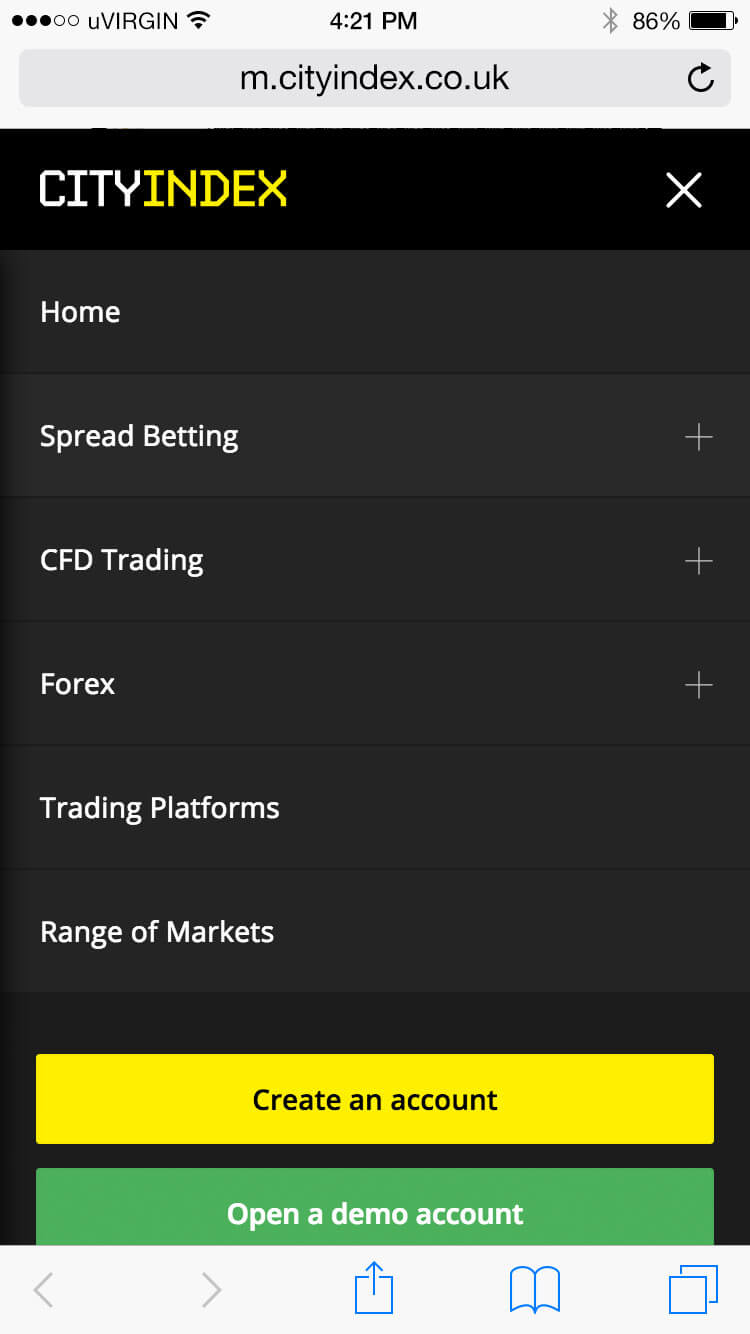 uVIRGIN 4:21 PM 86%
m.cityindex.co.uk
CITYINDEX
Home
Spread Betting
CFD Trading
Forex
Trading Platforms
Range of Markets
Create an account
Open a demo account